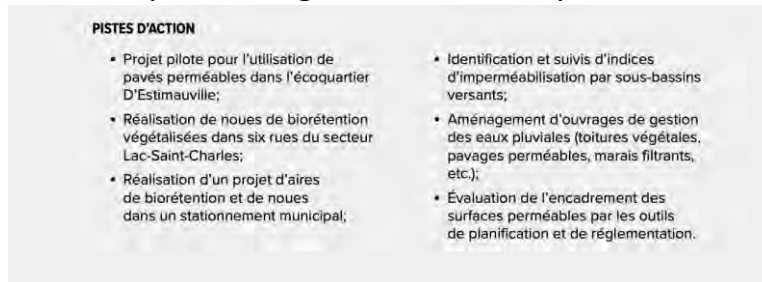 PISTES D'ACTION
• Projet pilote pour l'utilisation de
pavés perméables dans l'écoquartier
D'Estimauville;
• Réalisation de noues de biorétention
végétalisées dans six rues du secteur
Lac-Saint-Charles;
• Réalisation d'un projet d'aires
de biorétention et de noues
dans un stationnement municipal;
• Identification et suivis d'indices
d'imperméabilisation par sous-bassins
versants;
• Aménagement d'ouvrages de gestion
des eaux pluviales (toitures végétales,
pavages perméables, marais filtrants,
etc.);
• Évaluation de l'encadrement des
surfaces perméables par les outils
de planification et de réglementation.